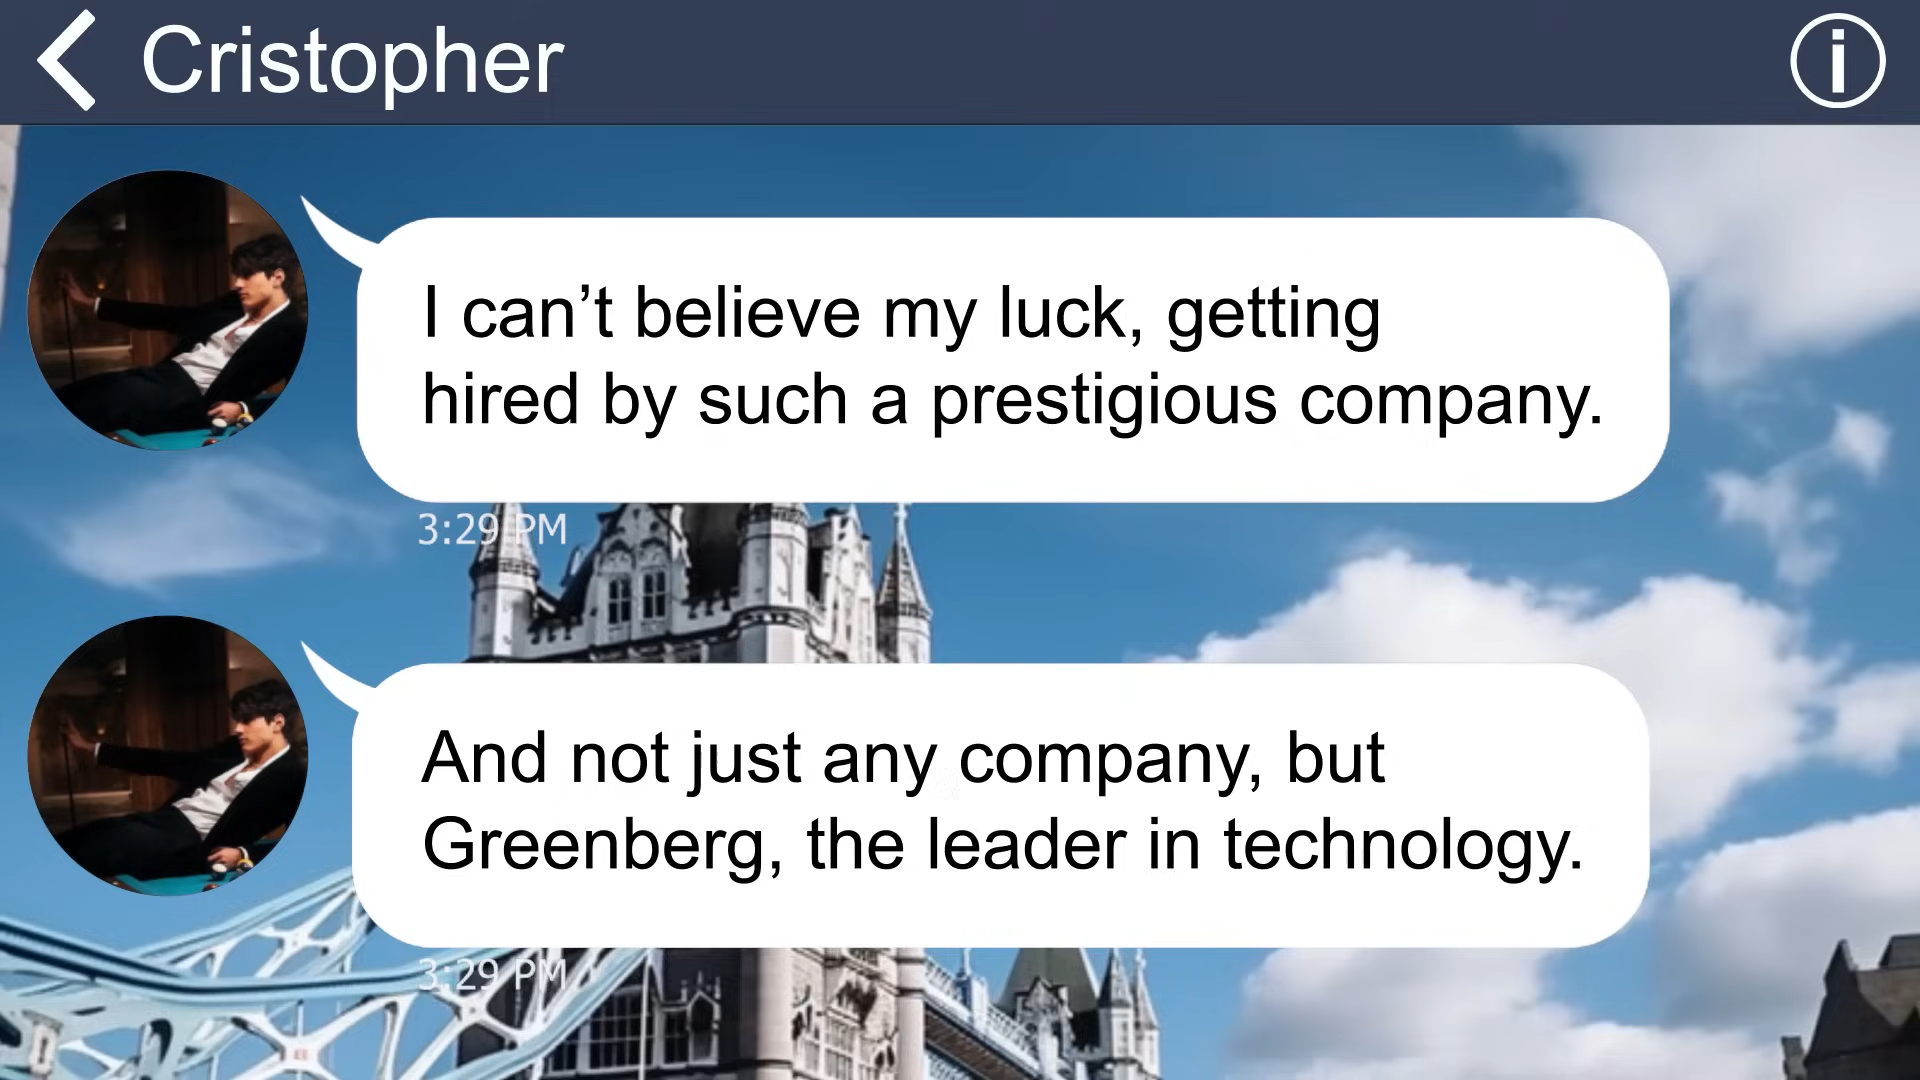 Cristopher
I can’t believe my luck, getting
hired by such a prestigious company.
3:29 PM
And not just any company, but
Greenberg, the leader in technology.
3:29 PM